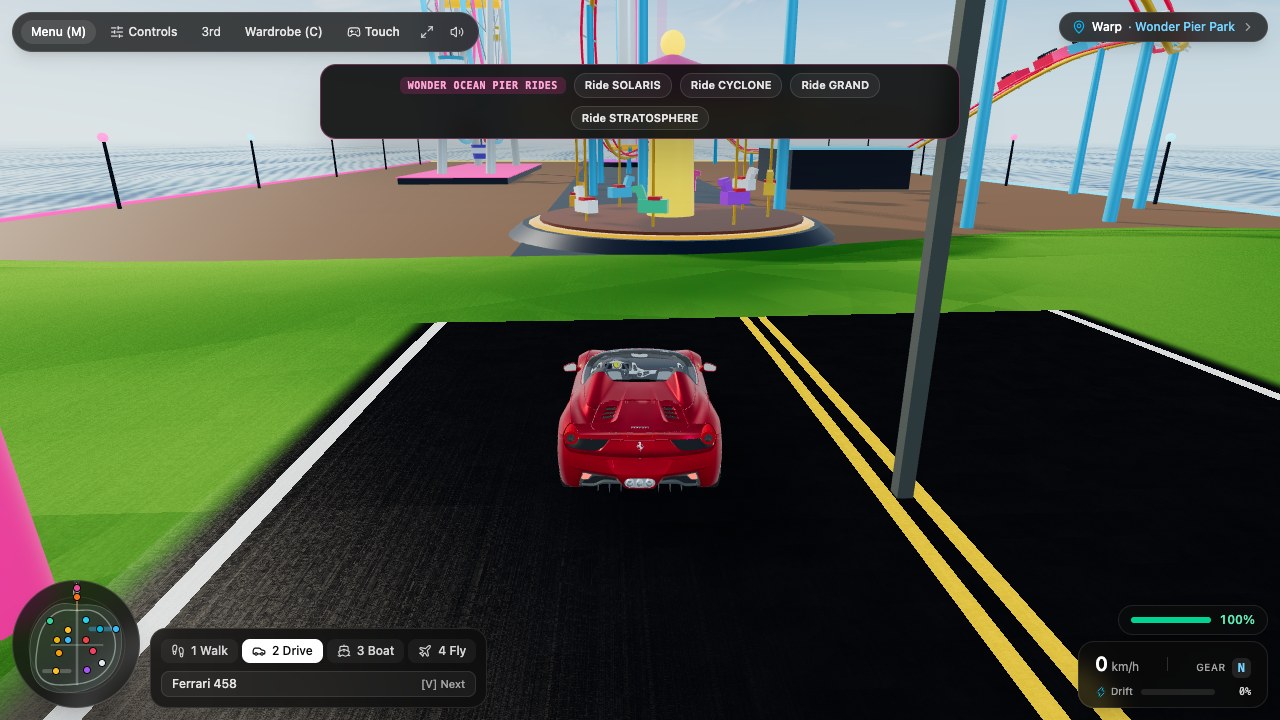 Menu (M) Controls 3rd Wardrobe (C) Touch
Warp · Wonder Pier Park
WONDER OCEAN PIER RIDES Ride SOLARIS Ride CYCLONE Ride GRAND
Ride STRATOSPHERE
1 Walk 2 Drive 3 Boat 4 Fly
Ferrari 458 [V] Next
100%
0 km/h GEAR N
Drift 0%